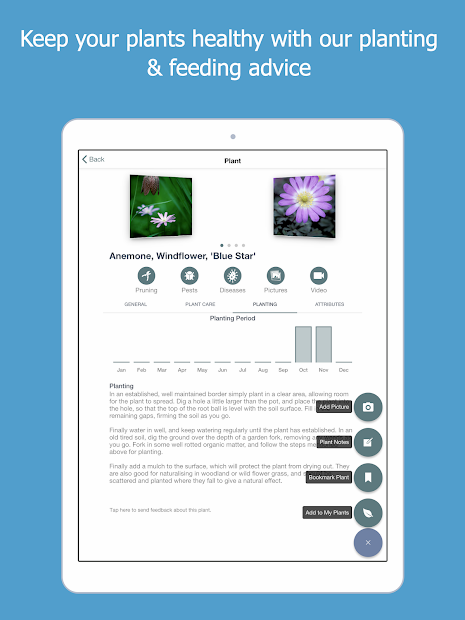 Keep your plants healthy with our planting
& feeding advice
Back
Plant
Anemone, Windflower, 'Blue Star'
Pruning Pests Diseases Pictures Video
GENERAL PLANT CARE PLANTING ATTRIBUTES
Planting Period
Jan Feb Mar Apr May Jun Jul Aug Sep Oct Nov Dec
Planting
In an established, well maintained border simply plant in a clear area, allowing room
for the plant to spread. Dig a hole a little larger than the pot, and place
the hole, so that the top of the root ball is level with the soil surface. Fill
remaining gaps, firming the soil as you go.
Add Picture
Finally water in well, and keep watering regularly until the plant has established. In an
old tired soil, dig the ground over the depth of a garden fork, removing
you go. Fork in some well rotted organic matter, and follow the steps
above for planting.
Plant Notes
Finally add a mulch to the surface, which will protect the plant from drying out. They
are also good for naturalising in woodland or wild flower grass, and
scattered and planted where they fall to give a natural effect.
Bookmark Plant
Tap here to send feedback about this plant.
Add to My Plants